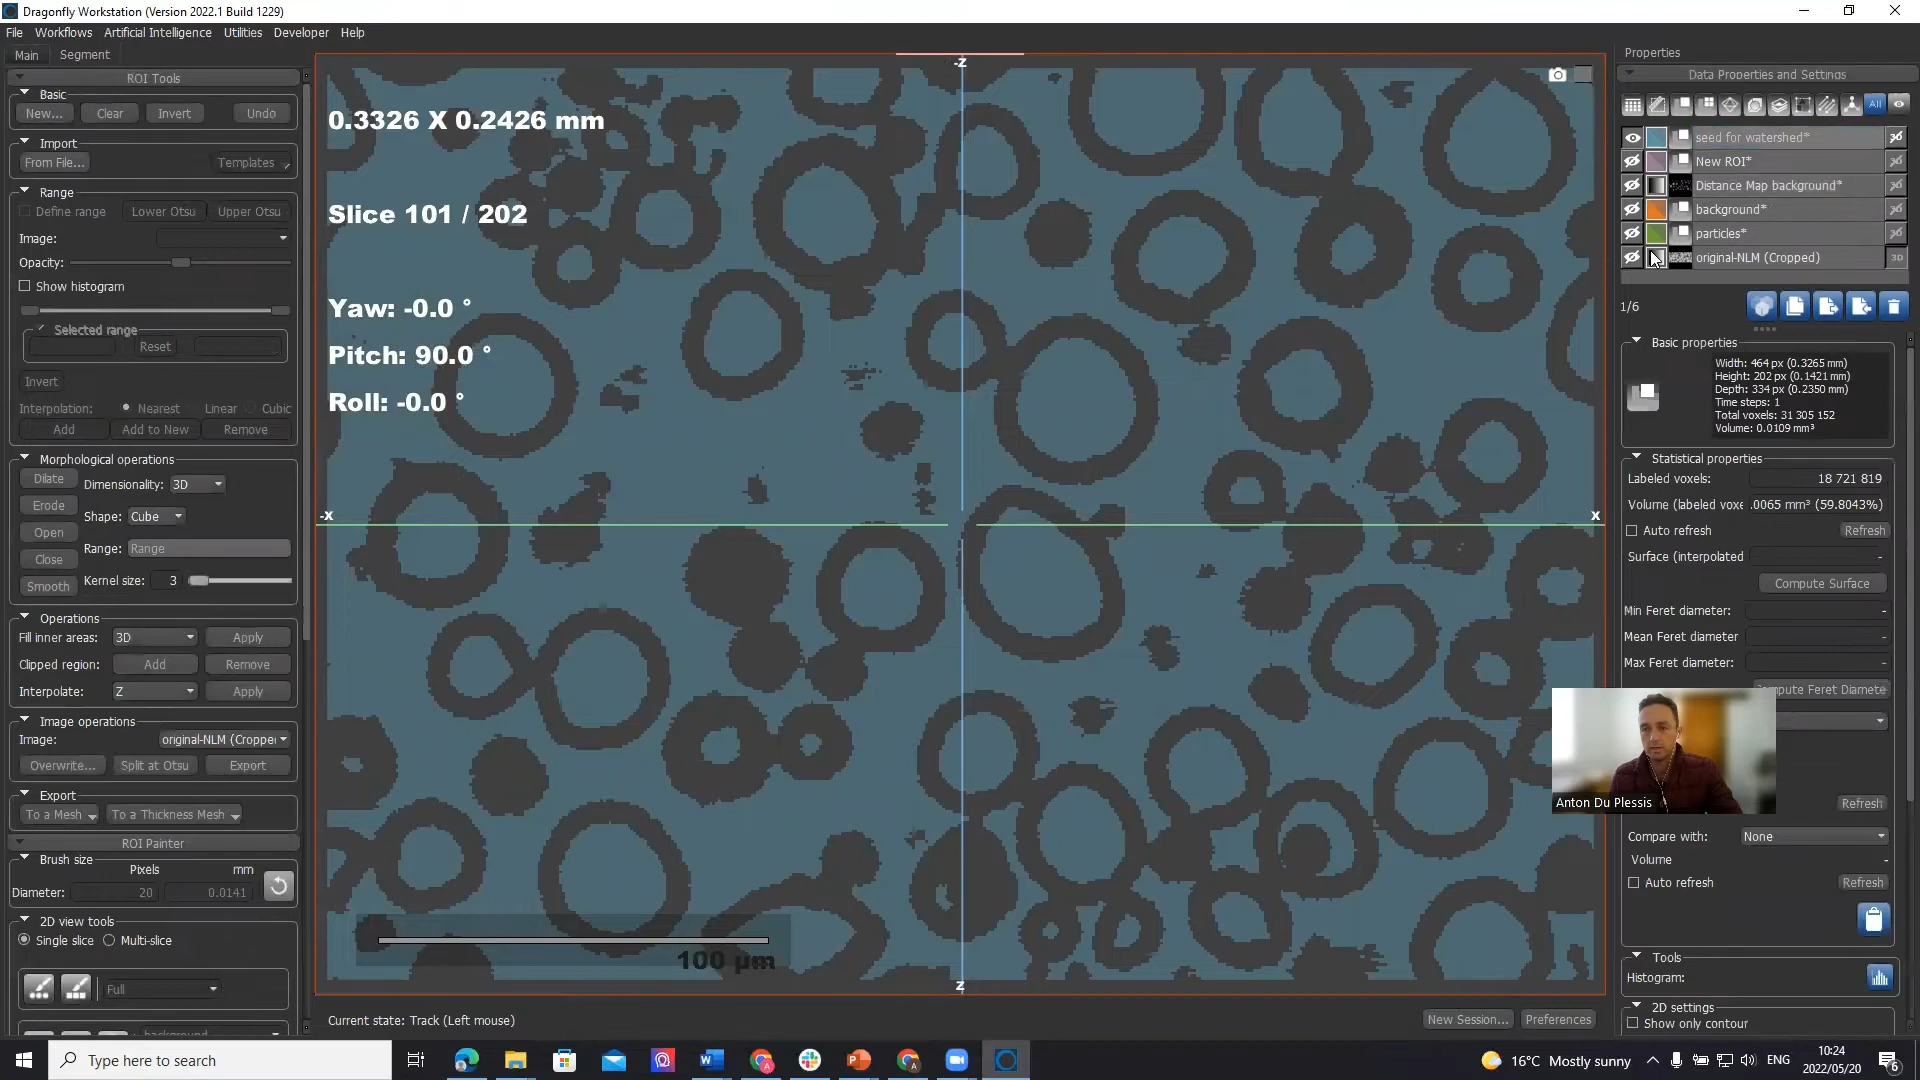 Dragonfly Workstation (Version 2022.1 Build 1229)
File Workflows Artificial Intelligence Utilities Developer Help
Main Segment
ROI Tools
Basic
New... Clear Invert Undo
Import
From File... Templates
Range
Define range Lower Otsu Upper Otsu
Image:
Opacity:
Show histogram
Selected range
Reset
Invert
Interpolation: Nearest Linear Cubic
Add Add to New Remove
Morphological operations
Dilate Dimensionality: 3D
Erode Shape: Cube
Open
Range: Range
Close
Kernel size: 3
Smooth
Operations
Fill inner areas: 3D Apply
Clipped region: Add Remove
Interpolate: Z Apply
Image operations
Image: original-NLM (Croppe
Overwrite... Split at Otsu Export
Export
To a Mesh To a Thickness Mesh
ROI Painter
Brush size
Pixels mm
Diameter: 20 0.0141
2D view tools
Single slice Multi-slice
Full
background
-Z
0.3326 X 0.2426 mm
Slice 101 / 202
Yaw: -0.0 °
Pitch: 90.0 °
Roll: -0.0 °
-X
X
100 µm
Z
Current state: Track (Left mouse)
New Session... Preferences
Properties
Data Properties and Settings
All
seed for watershed*
New ROI*
Distance Map background*
background*
particles*
original-NLM (Cropped) 3D
1/6
Basic properties
Width: 464 px (0.3265 mm)
Height: 202 px (0.1421 mm)
Depth: 334 px (0.2350 mm)
Time steps: 1
Total voxels: 31 305 152
Volume: 0.0109 mm³
Statistical properties
Labeled voxels: 18 721 819
Volume (labeled voxe .0065 mm³ (59.8043%)
Auto refresh Refresh
Surface (interpolated -
Compute Surface
Min Feret diameter: -
Mean Feret diameter -
Max Feret diameter: -
mpute Feret Diamete
Anton Du Plessis
Refresh
Compare with: None
Volume -
Auto refresh Refresh
Tools
Histogram:
2D settings
Show only contour
Type here to search
16°C Mostly sunny
ENG
10:24
2022/05/20
6